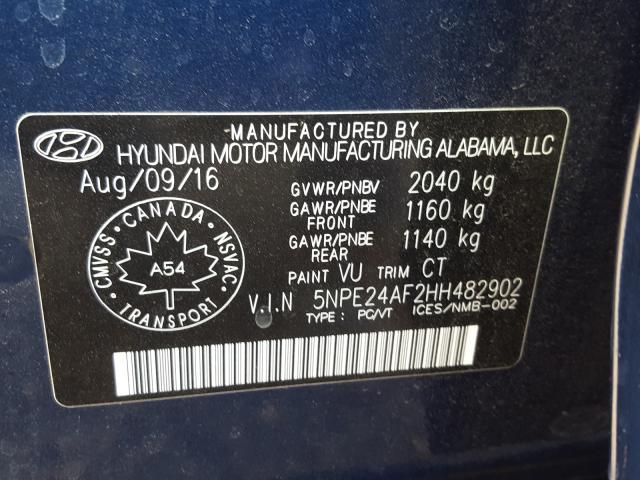 MANUFACTURED BY
HYUNDAI MOTOR MANUFACTURING ALABAMA, LLC
Aug/09/16
GVWR/PNBV 2040 kg
GAWR/PNBE FRONT 1160 kg
GAWR/PNBE REAR 1140 kg
PAINT VU TRIM CT
CMVSS • CANADA • NSVAC • TRANSPORT •
A54
V.I.N 5NPE24AF2HH482902
TYPE : PC/VT ICES/NMB-002